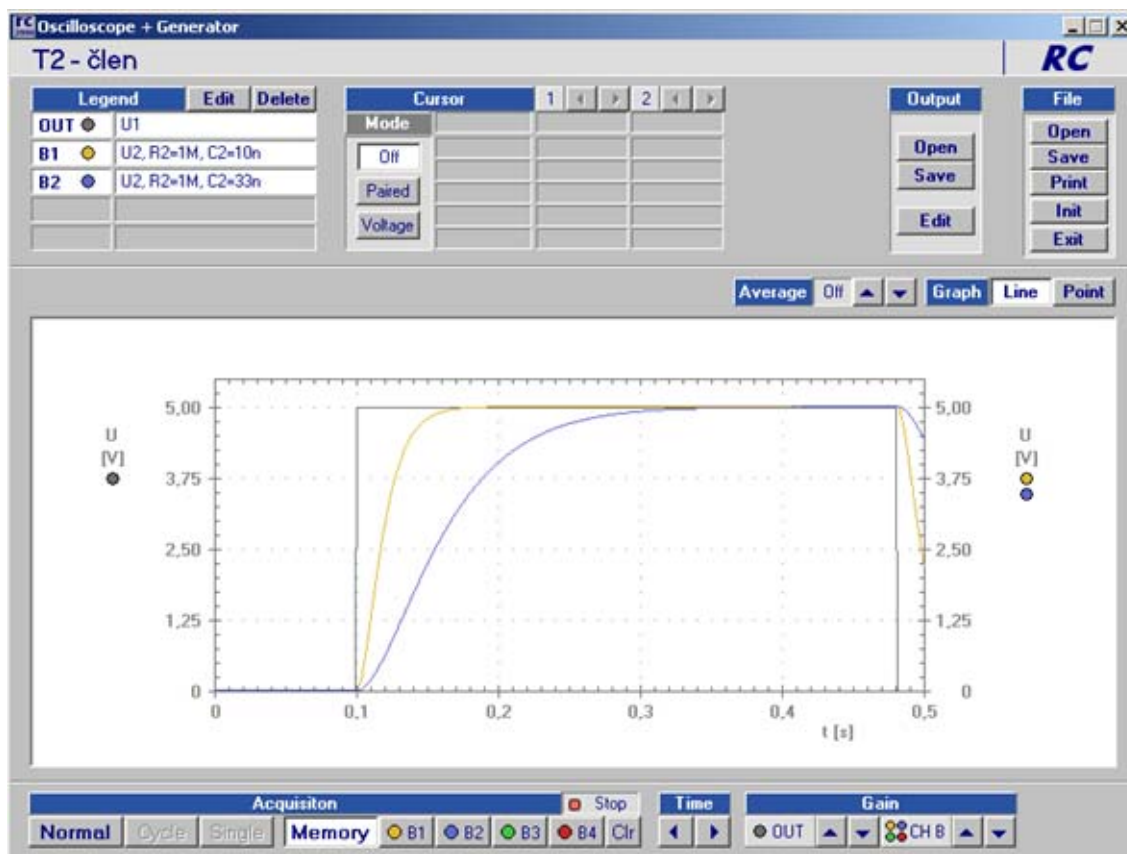 Oscilloscope + Generator
T2 - člen
RC
Legend Edit Delete
OUT U1
B1 U2, R2=1M, C2=10n
B2 U2, R2=1M, C2=33n
Cursor 1 2
Mode
Off
Paired
Voltage
Output
Open
Save
Edit
File
Open
Save
Print
Init
Exit
Average Off Graph Line Point
5,00 5,00
U U
[V] [V]
3,75 3,75
2,50 2,50
1,25 1,25
0 0
0 0,1 0,2 0,3 0,4 0,5
t [s]
Acquisiton Stop Time Gain
Normal Cycle Single Memory B1 B2 B3 B4 Clr OUT CH B